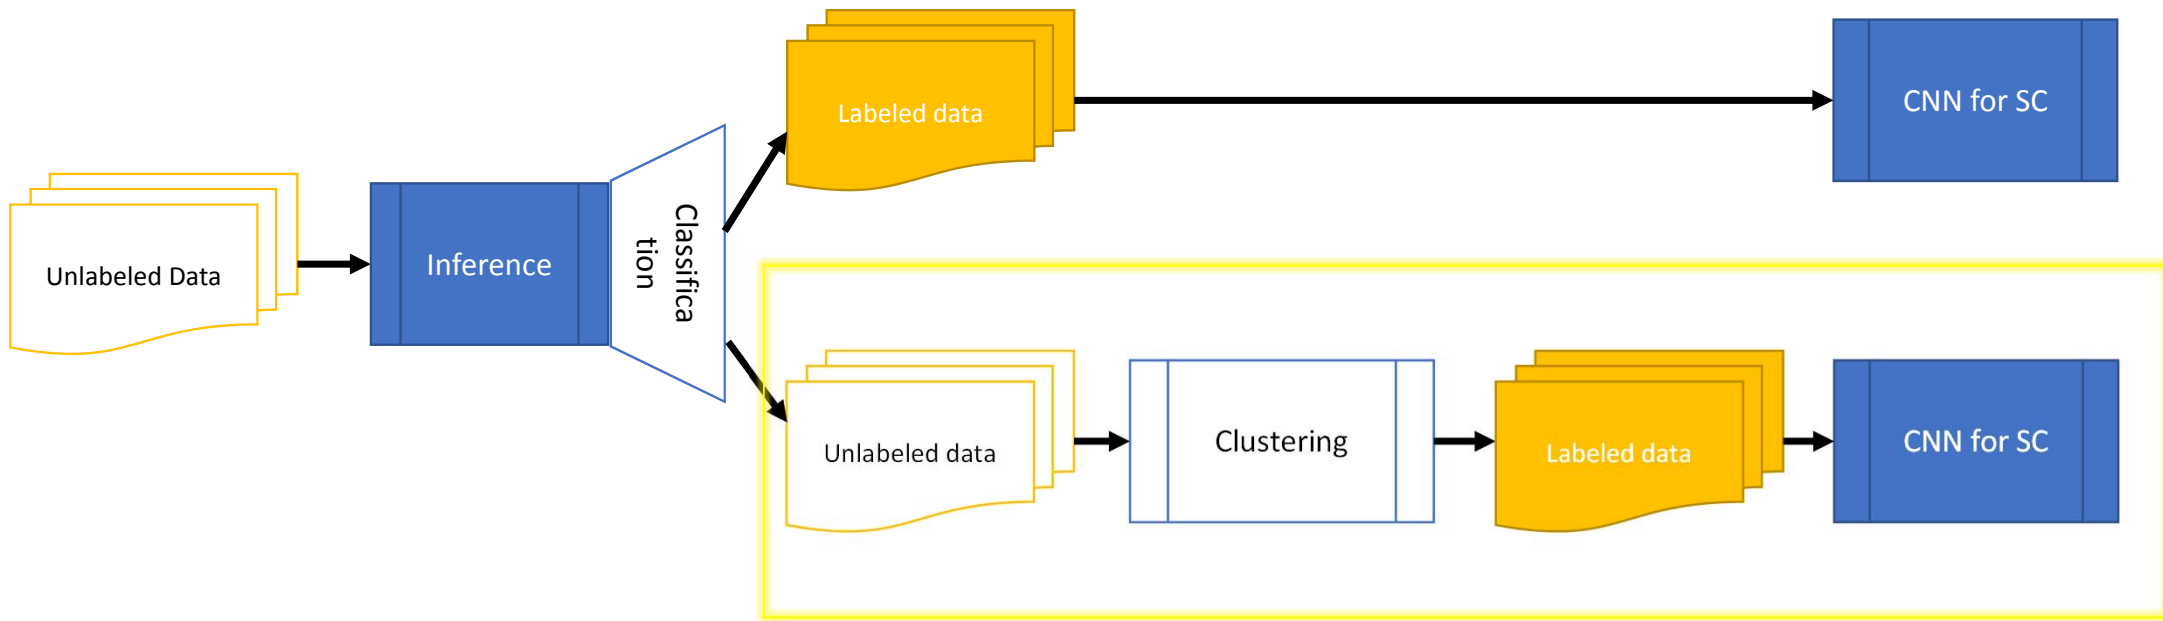 Unlabeled Data
Inference
Classifica
tion
Labeled data
CNN for SC
Unlabeled data
Clustering
Labeled data
CNN for SC